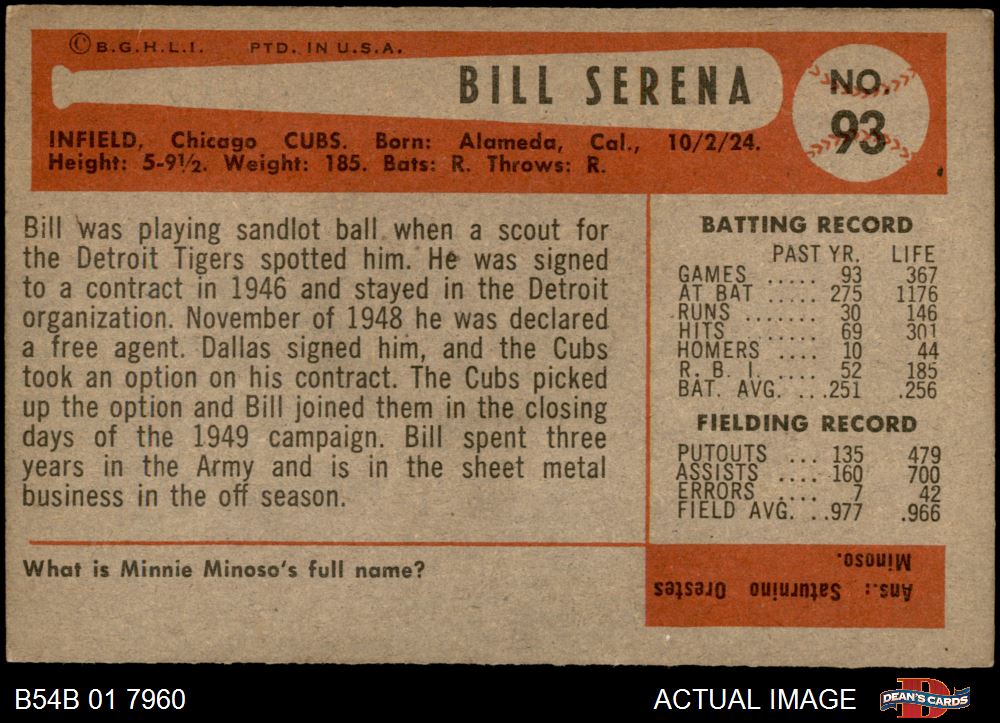 ©B.G.H.L.I. PTD. IN U.S.A.
BILL SERENA
NO.
93
INFIELD, Chicago CUBS. Born: Alameda, Cal., 10/2/24.
Height: 5-9½. Weight: 185. Bats: R. Throws: R.
Bill was playing sandlot ball when a scout for
the Detroit Tigers spotted him. He was signed
to a contract in 1946 and stayed in the Detroit
organization. November of 1948 he was declared
a free agent. Dallas signed him, and the Cubs
took an option on his contract. The Cubs picked
up the option and Bill joined them in the closing
days of the 1949 campaign. Bill spent three
years in the Army and is in the sheet metal
business in the off season.
BATTING RECORD
PAST YR. LIFE
GAMES ..... 93 367
AT BAT ..... 275 1176
RUNS ....... 30 146
HITS ....... 69 301
HOMERS .... 10 44
R. B. I. .... 52 185
BAT. AVG. ...251 .256
FIELDING RECORD
PUTOUTS ... 135 479
ASSISTS .... 160 700
ERRORS .... 7 42
FIELD AVG. ..977 .966
What is Minnie Minoso's full name?
Ans.: Saturnino Orestes
Minoso.
B54B 01 7960
ACTUAL IMAGE
D
DEAN'S CARDS